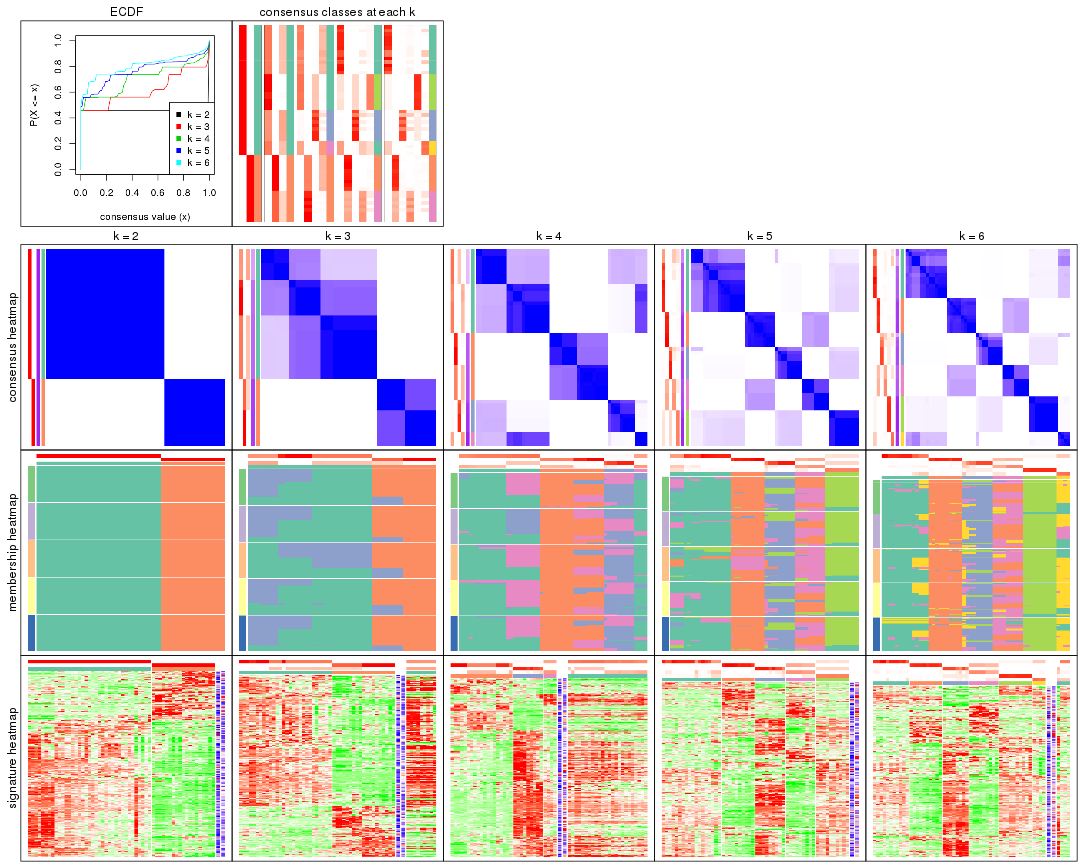 ECDF
consensus classes at each k
P(X <= x)
1.0
0.8
0.6
0.4
0.2
0.0
k = 2
k = 3
k = 4
k = 5
k = 6
0.0 0.2 0.4 0.6 0.8 1.0
consensus value (x)
k = 2
k = 3
k = 4
k = 5
k = 6
consensus heatmap
membership heatmap
signature heatmap